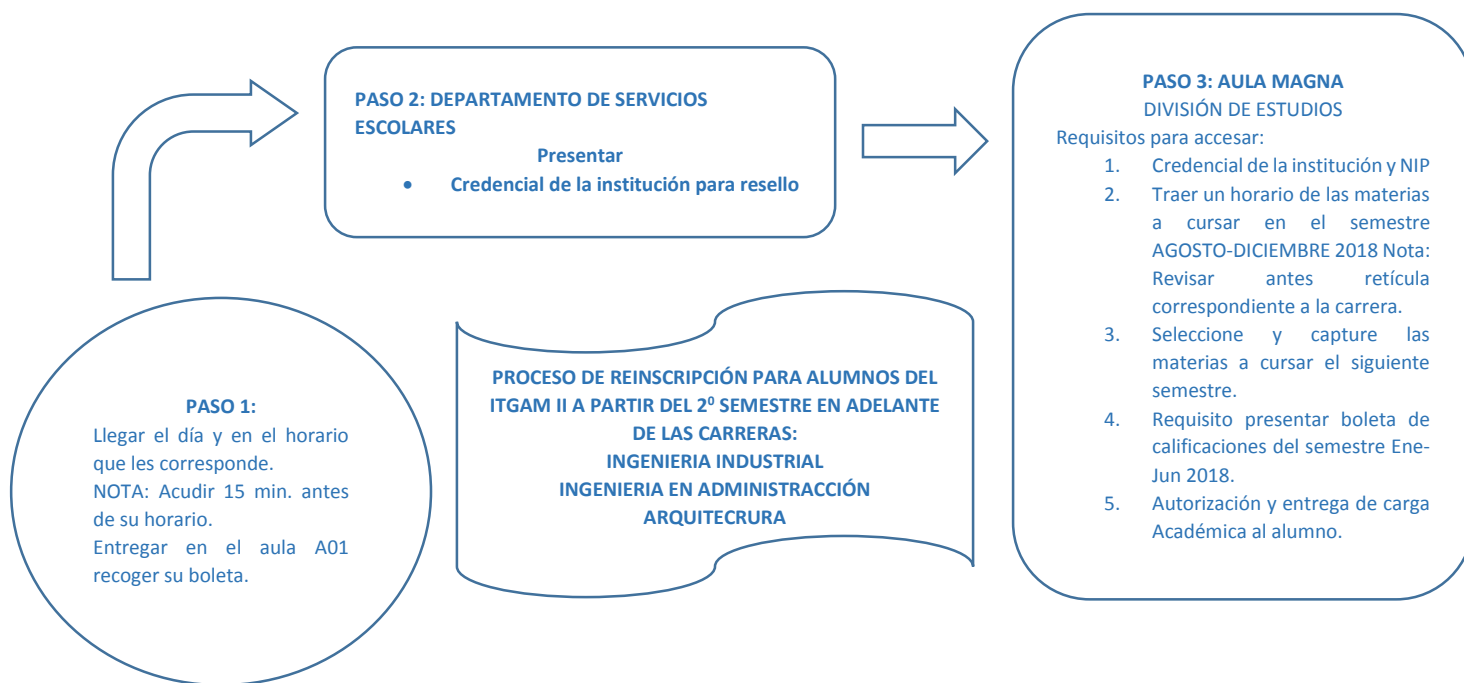 PASO 1:
Llegar el día y en el horario
que les corresponde.
NOTA: Acudir 15 min. antes
de su horario.
Entregar en el aula A01
recoger su boleta.
PASO 2: DEPARTAMENTO DE SERVICIOS
ESCOLARES
Presentar
• Credencial de la institución para resello
PASO 3: AULA MAGNA
DIVISIÓN DE ESTUDIOS
Requisitos para accesar:
1. Credencial de la institución y NIP
2. Traer un horario de las materias
a cursar en el semestre
AGOSTO-DICIEMBRE 2018 Nota:
Revisar antes retícula
correspondiente a la carrera.
3. Seleccione y capture las
materias a cursar el siguiente
semestre.
4. Requisito presentar boleta de
calificaciones del semestre Ene-
Jun 2018.
5. Autorización y entrega de carga
Académica al alumno.
PROCESO DE REINSCRIPCIÓN PARA ALUMNOS DEL
ITGAM II A PARTIR DEL 2⁰ SEMESTRE EN ADELANTE
DE LAS CARRERAS:
INGENIERIA INDUSTRIAL
INGENIERIA EN ADMINISTRACCIÓN
ARQUITECRURA